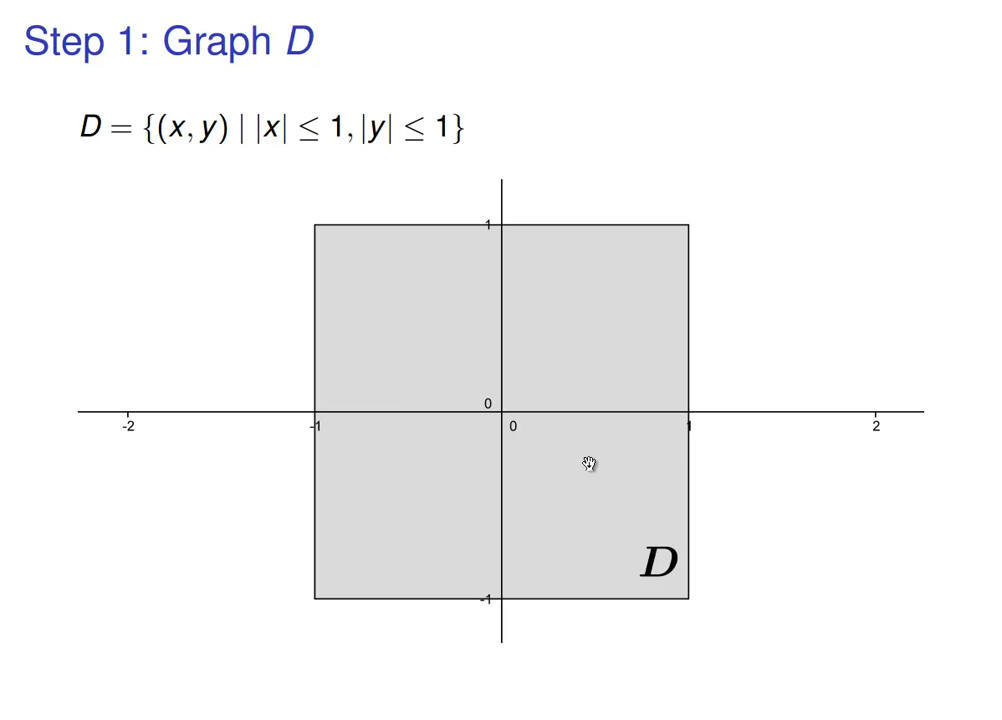 Step 1: Graph D
D = {(x, y) | |x| ≤ 1, |y| ≤ 1}
1
0
-2 -1 0 1 2
D
-1